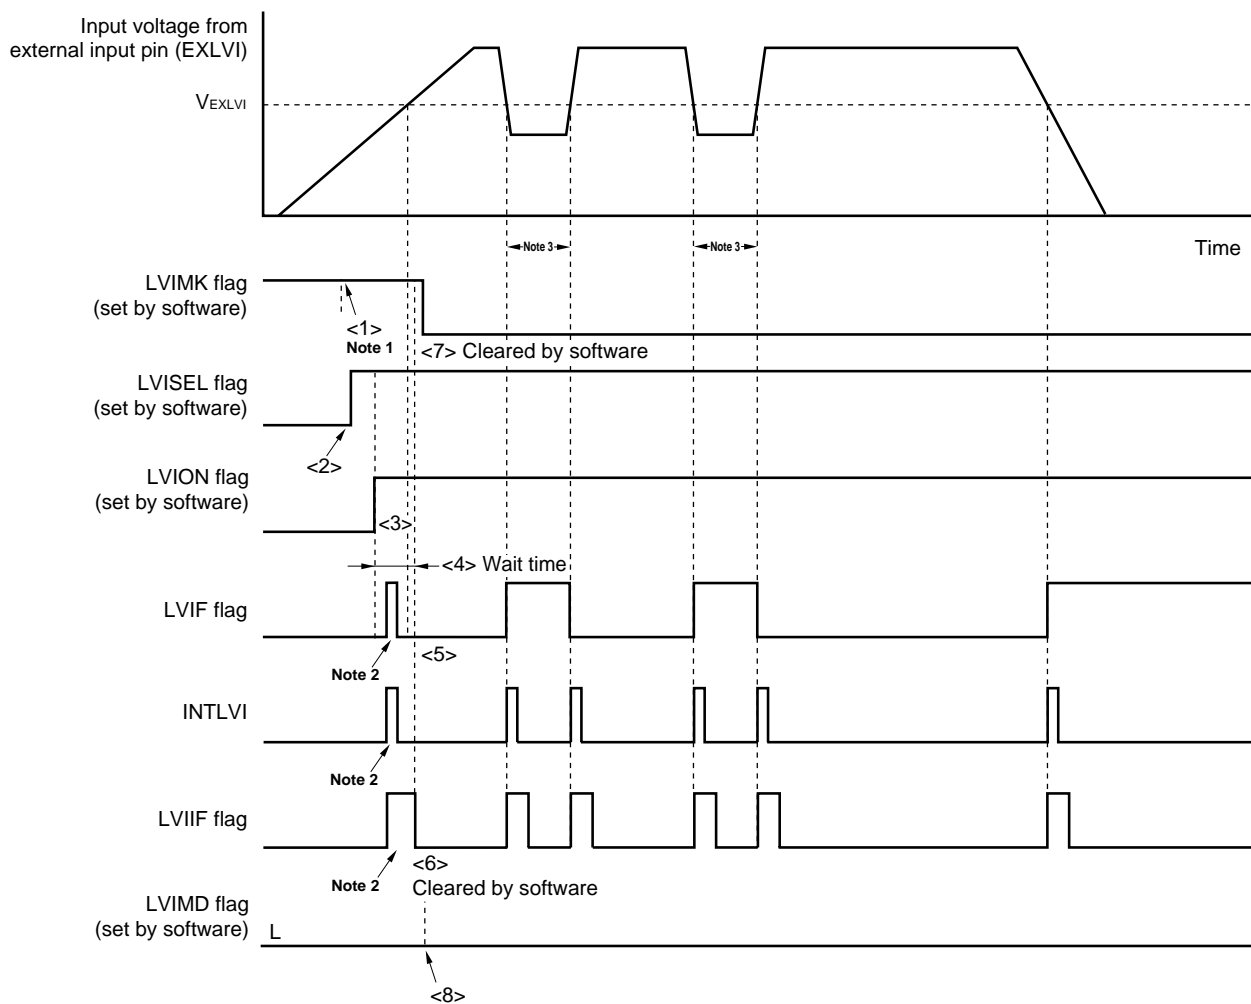 Input voltage from
external input pin (EXLVI)
VEXLVI
Note 3
Note 3
Time
LVIMK flag
(set by software)
<1>
Note 1
<7> Cleared by software
LVISEL flag
(set by software)
<2>
LVION flag
(set by software)
<3>
<4> Wait time
LVIF flag
Note 2
<5>
INTLVI
Note 2
LVIIF flag
Note 2
<6>
Cleared by software
LVIMD flag
(set by software)
L
<8>